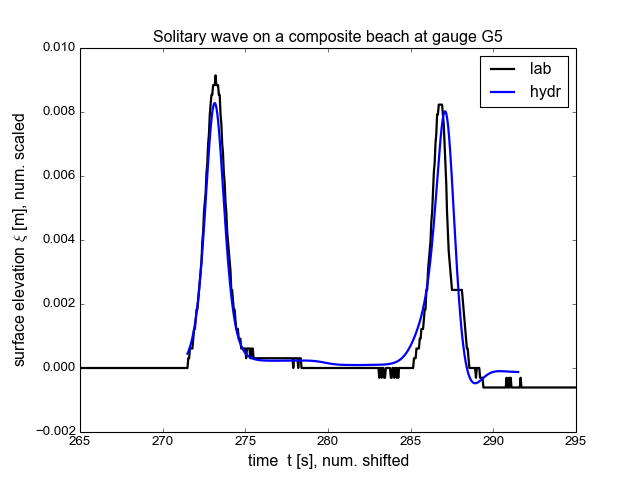 Solitary wave on a composite beach at gauge G5
0.010
0.008
0.006
0.004
0.002
0.000
−0.002
surface elevation ξ [m], num. scaled
lab
hydr
265 270 275 280 285 290 295
time t [s], num. shifted